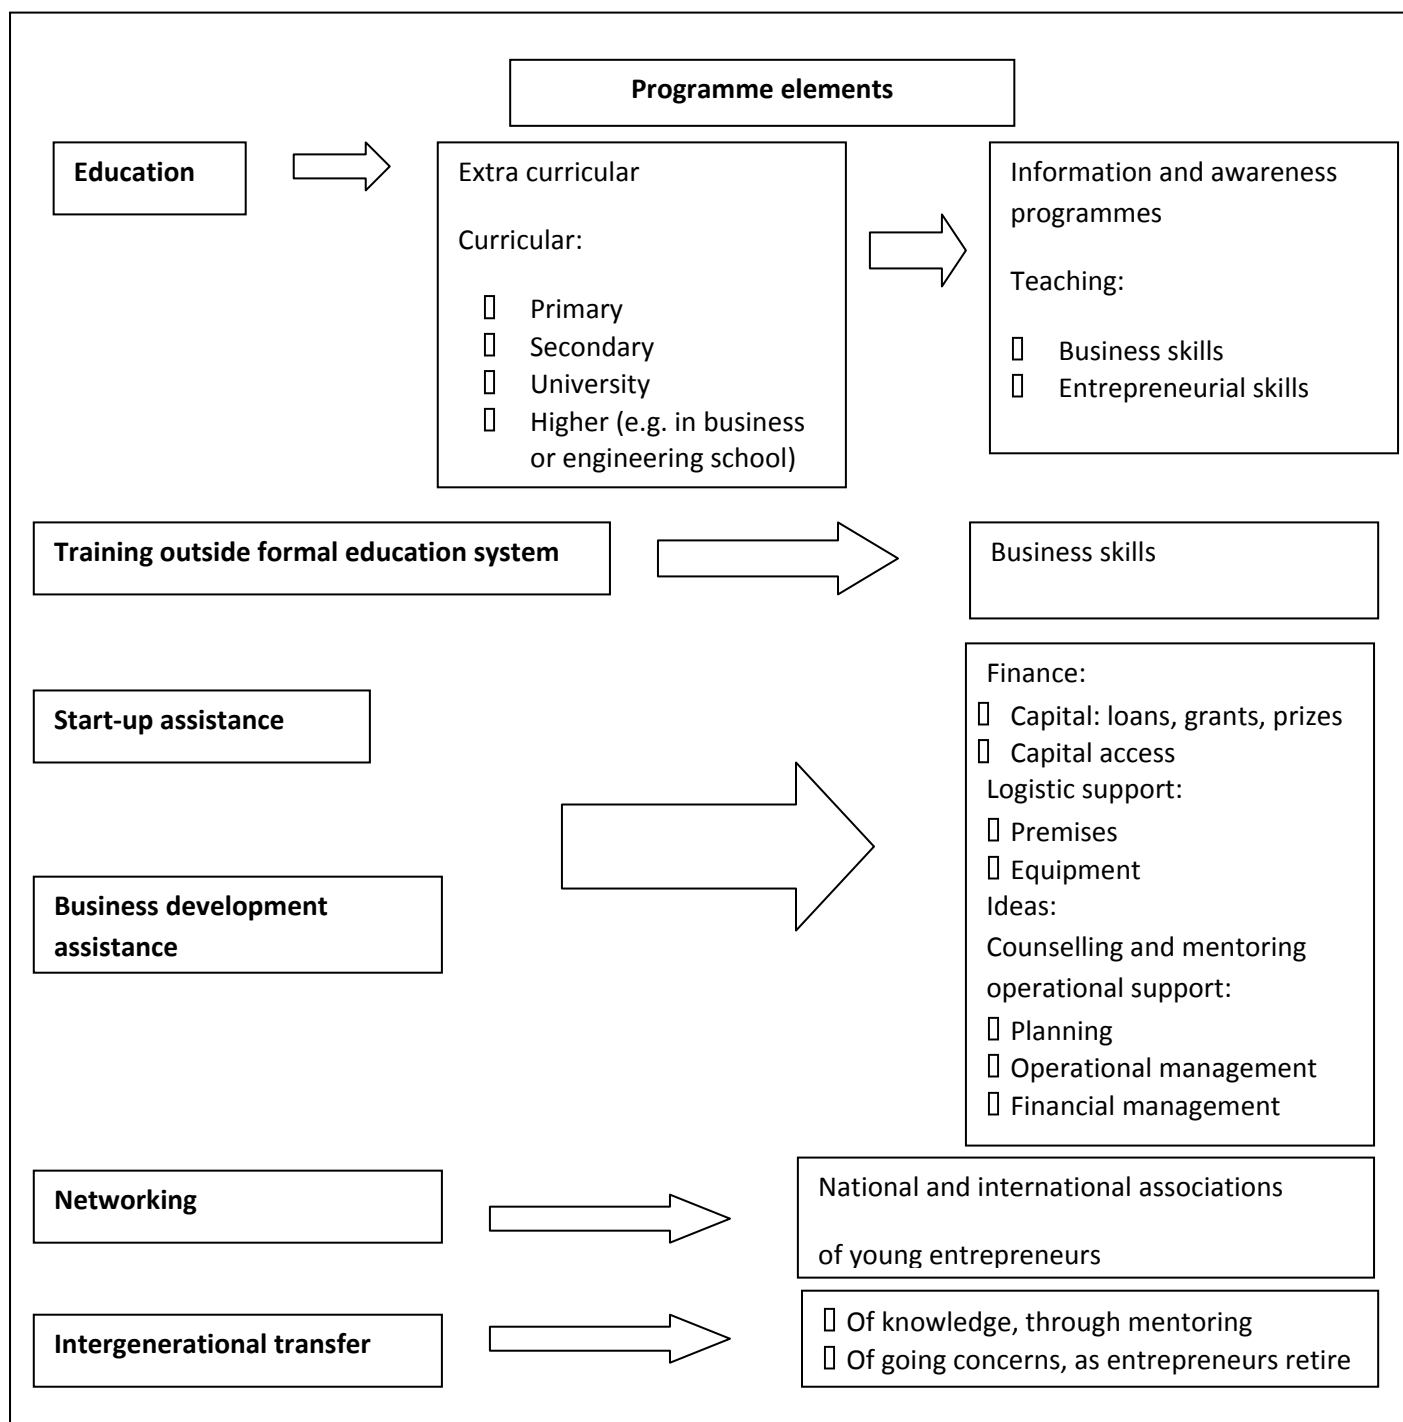 Programme elements
Education
Extra curricular
Curricular:
Primary
Secondary
University
Higher (e.g. in business
or engineering school)
Information and awareness
programmes
Teaching:
Business skills
Entrepreneurial skills
Training outside formal education system
Business skills
Start-up assistance
Business development
assistance
Finance:
Capital: loans, grants, prizes
Capital access
Logistic support:
Premises
Equipment
Ideas:
Counselling and mentoring
operational support:
Planning
Operational management
Financial management
Networking
National and international associations
of young entrepreneurs
Intergenerational transfer
Of knowledge, through mentoring
Of going concerns, as entrepreneurs retire